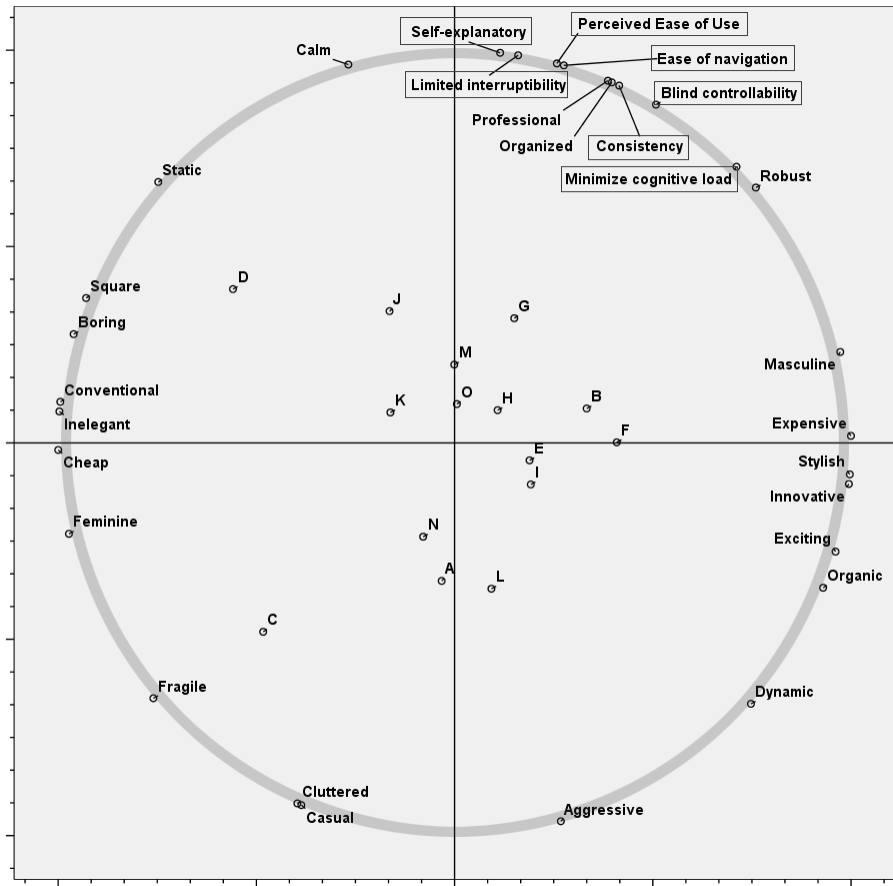 Perceived Ease of Use
Self-explanatory
Calm
Ease of navigation
Limited interruptibility
Blind controllability
Professional
Organized
Consistency
Static
Minimize cognitive load
Robust
D
Square
J
G
Boring
M
Masculine
Conventional
O
K
H
B
Inelegant
Expensive
F
E
Cheap
Stylish
I
Innovative
Feminine
N
Exciting
A
L
Organic
C
Fragile
Dynamic
Cluttered
Aggressive
Casual